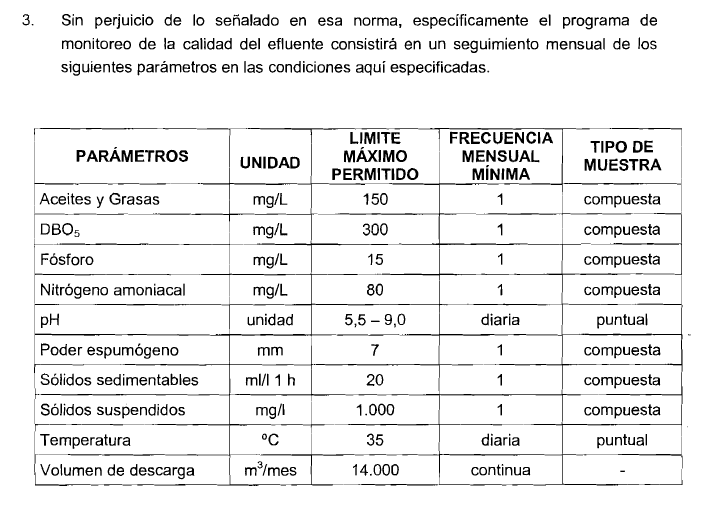 3. Sin perjuicio de lo señalado en esa norma, específicamente el programa de
monitoreo de la calidad del efluente consistirá en un seguimiento mensual de los
siguientes parámetros en las condiciones aquí especificadas.
PARÁMETROS UNIDAD LIMITE MÁXIMO PERMITIDO FRECUENCIA MENSUAL MÍNIMA TIPO DE MUESTRA
Aceites y Grasas mg/L 150 1 compuesta
DBO₅ mg/L 300 1 compuesta
Fósforo mg/L 15 1 compuesta
Nitrógeno amoniacal mg/L 80 1 compuesta
pH unidad 5,5 – 9,0 diaria puntual
Poder espumógeno mm 7 1 compuesta
Sólidos sedimentables ml/l 1 h 20 1 compuesta
Sólidos suspendidos mg/l 1.000 1 compuesta
Temperatura ºC 35 diaria puntual
Volumen de descarga m³/mes 14.000 continua -